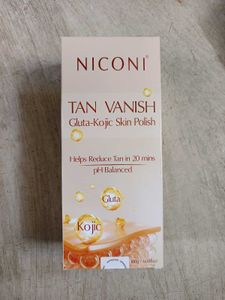 NICONI
TAN VANISH
Gluta-Kojic Skin Polish
Helps Reduce Tan in 20 mins
pH Balanced
Gluta
Kojic